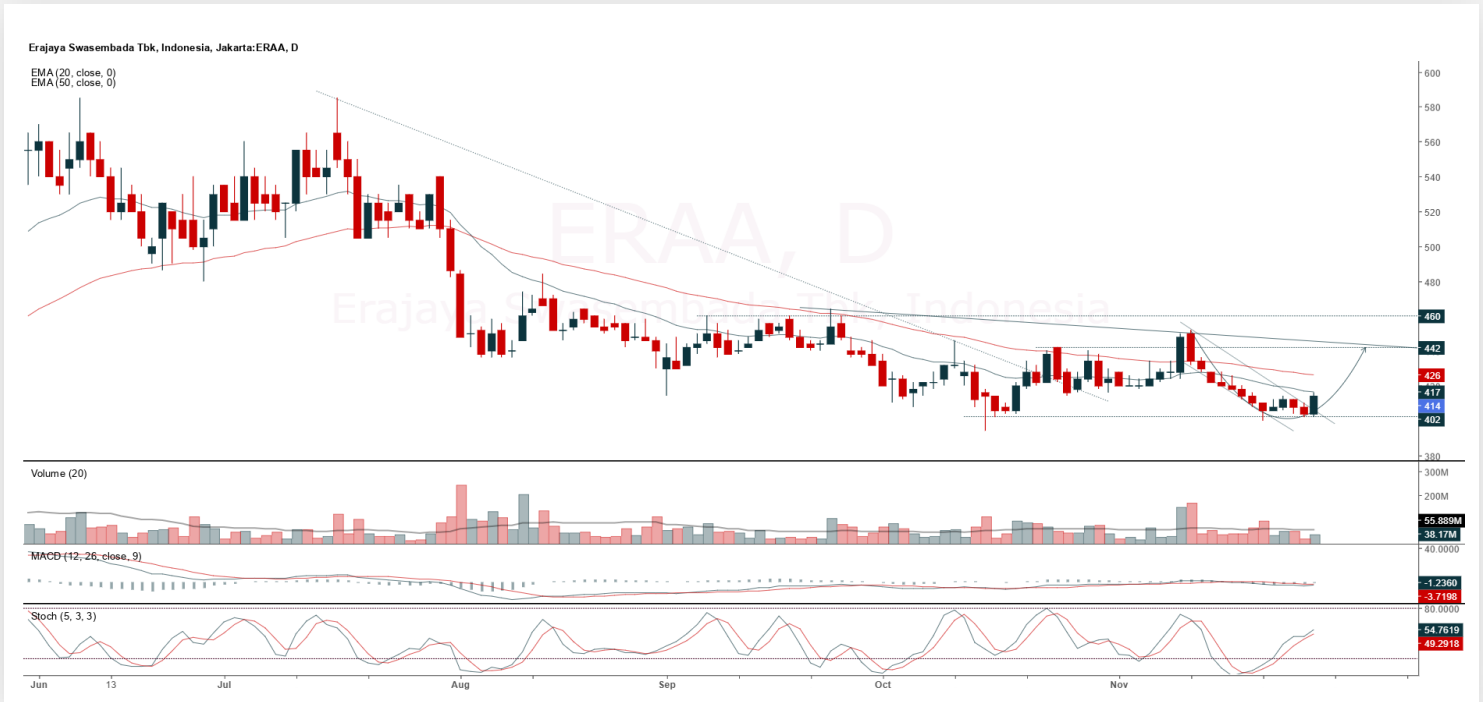 Erajaya Swasembada Tbk, Indonesia, Jakarta:ERAA, D
EMA (20, close, 0)
EMA (50, close, 0)
ERAA, D
Erajaya Swasembada Tbk, Indonesia
600
580
560
540
520
500
480
460
442
426
417
414
402
380
Volume (20)
300M
200M
55.889M
38.17M
MACD (12, 26, close, 9)
40.0000
-1.2360
-3.7198
Stoch (5, 3, 3)
80.0000
54.7619
49.2918
Jun 13 Jul Aug Sep Oct Nov